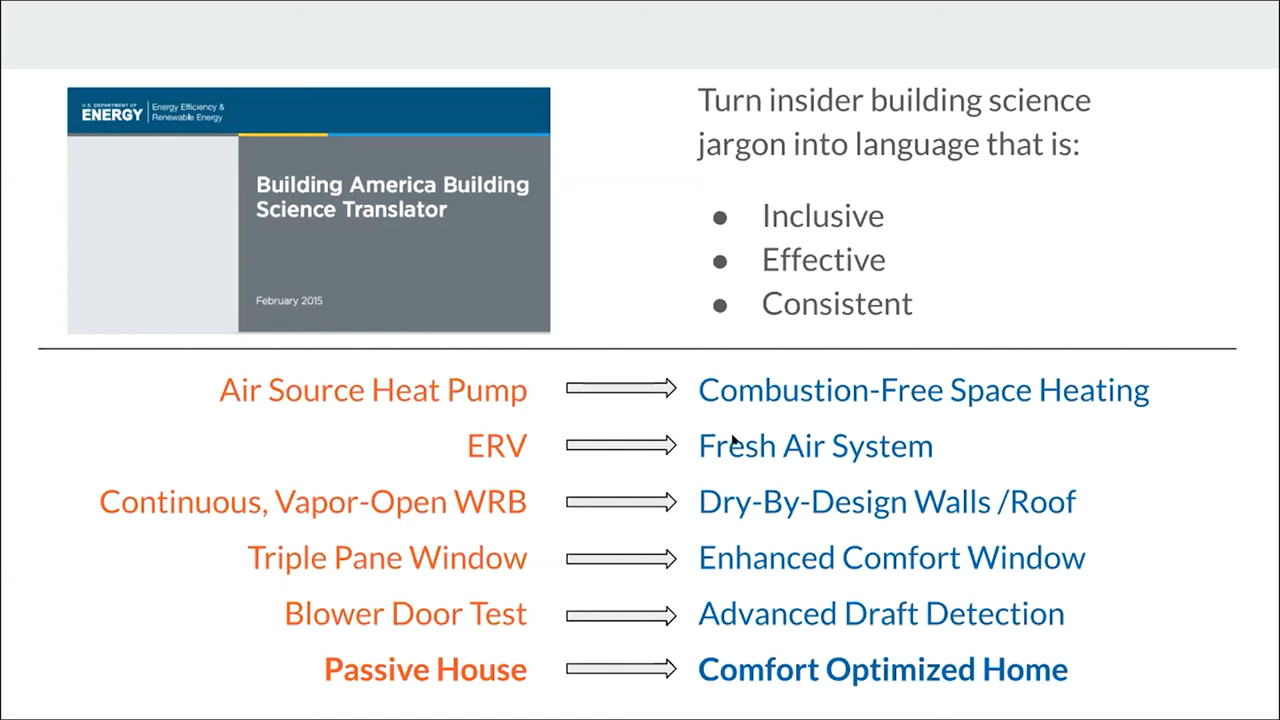 U.S. DEPARTMENT OF
ENERGY
Energy Efficiency &
Renewable Energy
Building America Building
Science Translator
February 2015
Turn insider building science
jargon into language that is:
● Inclusive
● Effective
● Consistent
Air Source Heat Pump Combustion-Free Space Heating
ERV Fresh Air System
Continuous, Vapor-Open WRB Dry-By-Design Walls /Roof
Triple Pane Window Enhanced Comfort Window
Blower Door Test Advanced Draft Detection
Passive House Comfort Optimized Home